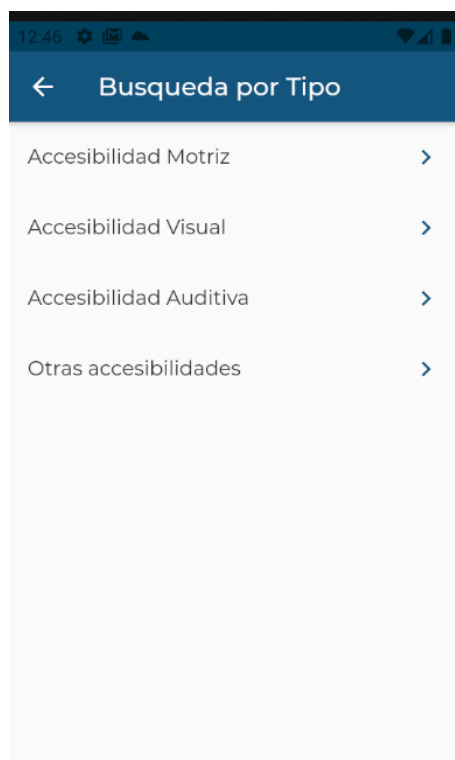 12:46
Busqueda por Tipo
Accesibilidad Motriz
Accesibilidad Visual
Accesibilidad Auditiva
Otras accesibilidades